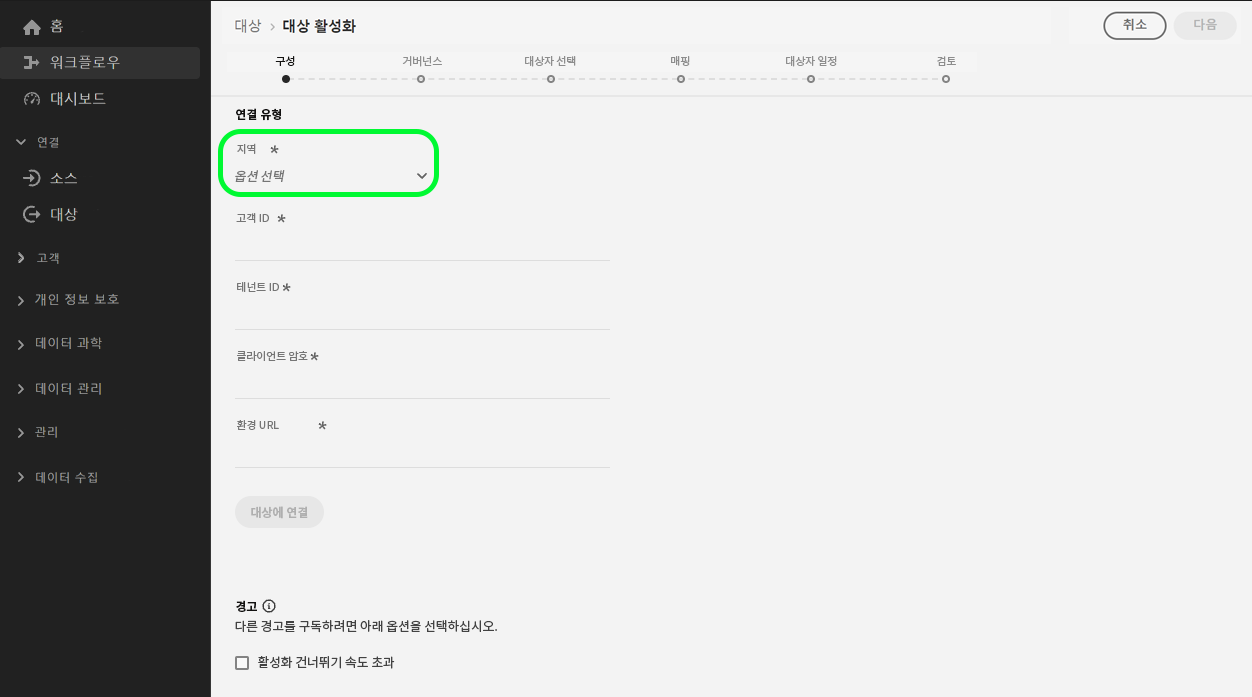 홈
워크플로우
대시보드
연결
소스
대상
고객
개인 정보 보호
데이터 과학
데이터 관리
관리
데이터 수집
대상 › 대상 활성화
취소
다음
구성
거버넌스
대상자 선택
매핑
대상자 일정
검토
연결 유형
지역 *
옵션 선택
고객 ID *
테넌트 ID *
클라이언트 암호 *
환경 URL *
대상에 연결
경고
다른 경고를 구독하려면 아래 옵션을 선택하십시오.
활성화 건너뛰기 속도 초과